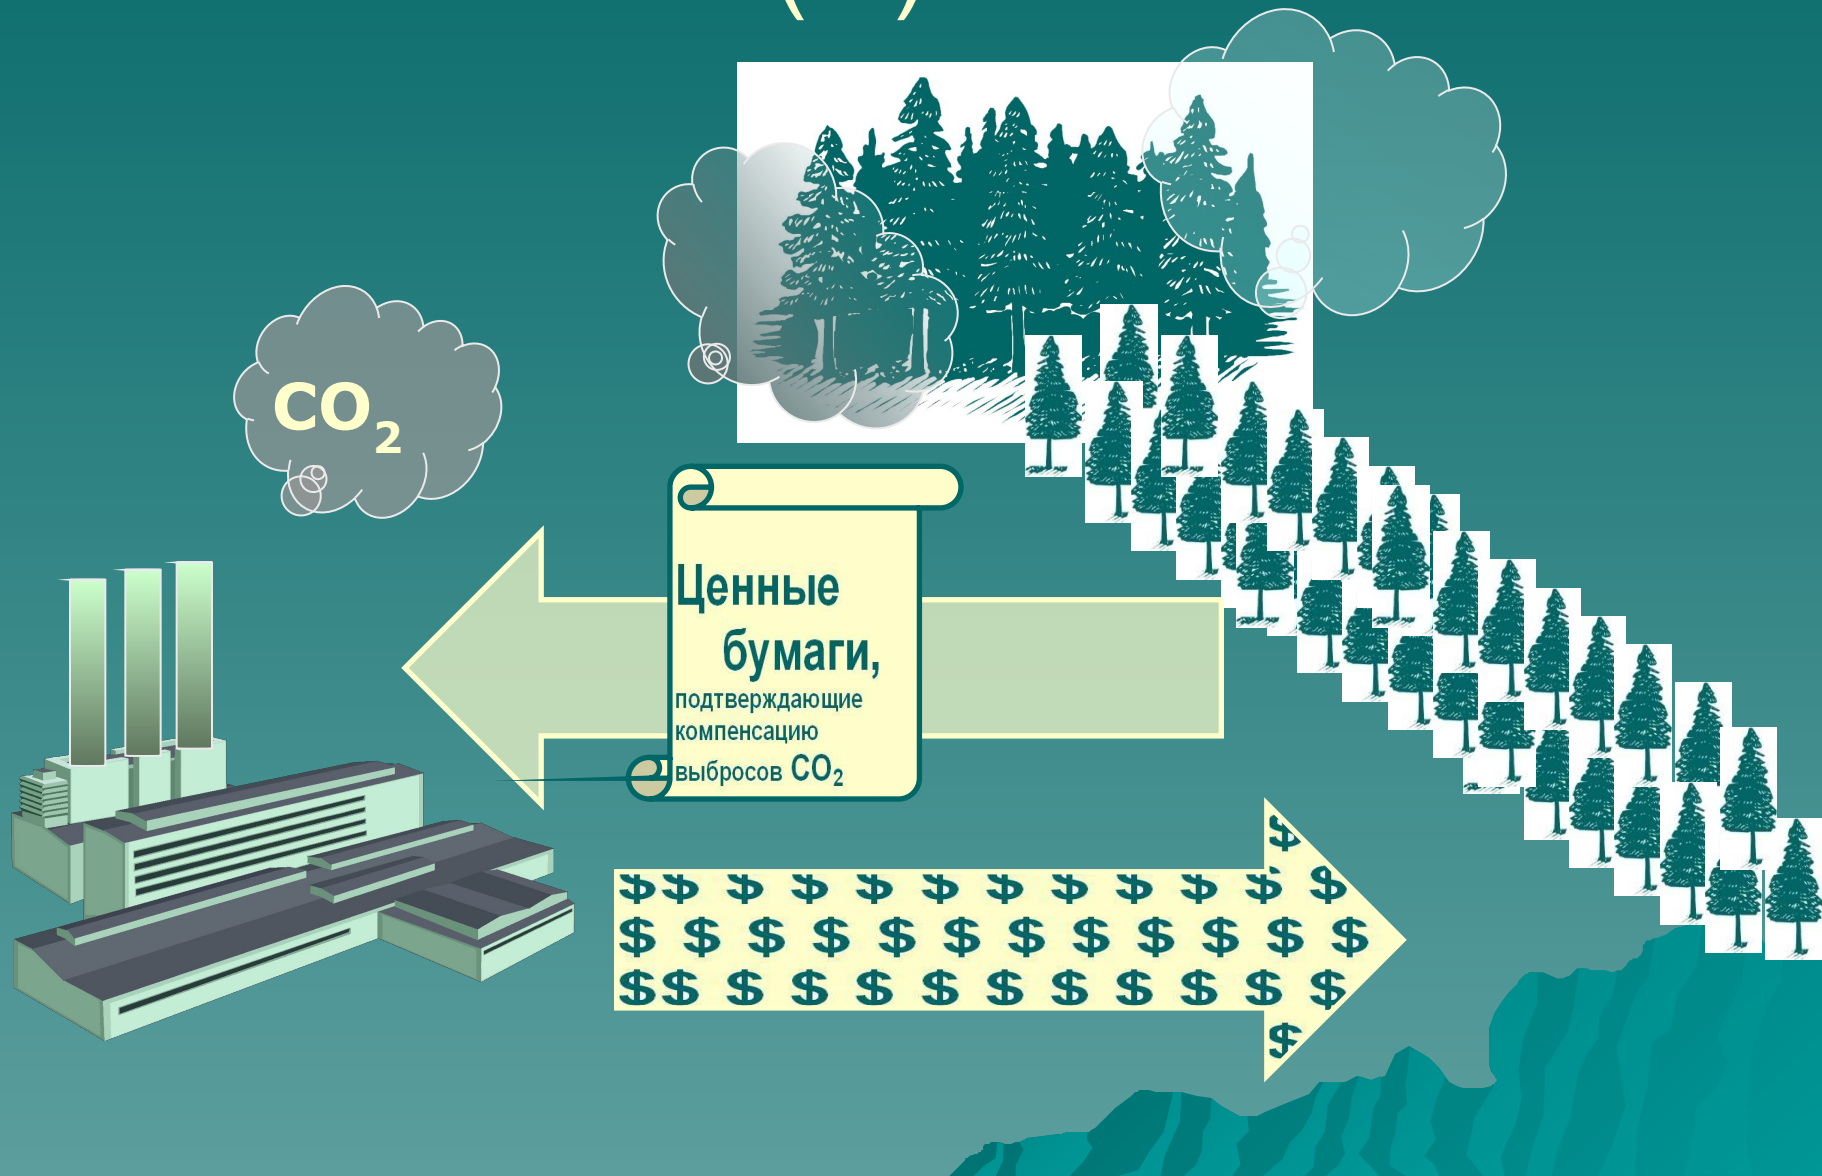 CO2
Ценные
бумаги,
подтверждающие
компенсацию
выбросов CO2
$$ $ $ $ $ $ $ $ $ $ $
$ $ $ $ $ $ $ $ $ $ $ $
$$ $ $ $ $ $ $ $ $ $ $